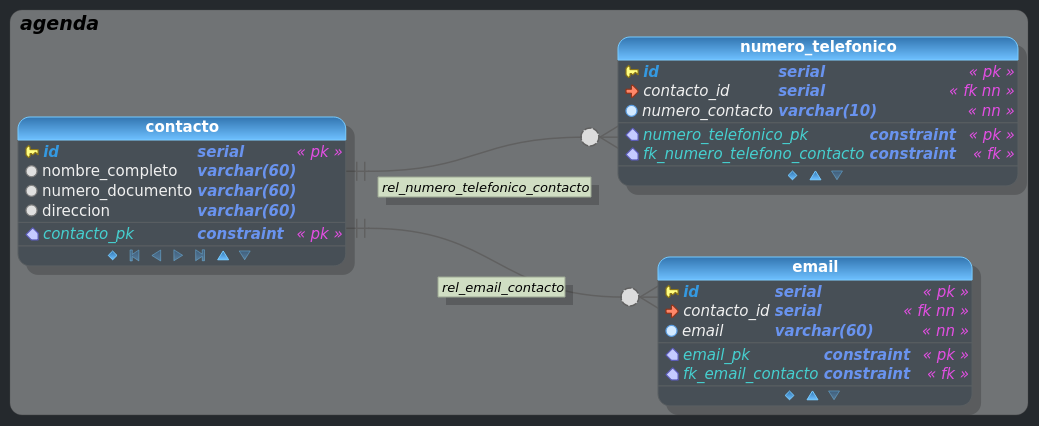 agenda
contacto
id serial « pk »
nombre_completo varchar(60)
numero_documento varchar(60)
direccion varchar(60)
contacto_pk constraint « pk »
rel_numero_telefonico_contacto
rel_email_contacto
numero_telefonico
id serial « pk »
contacto_id serial « fk nn »
numero_contacto varchar(10) « nn »
numero_telefonico_pk constraint « pk »
fk_numero_telefono_contacto constraint « fk »
email
id serial « pk »
contacto_id serial « fk nn »
email varchar(60) « nn »
email_pk constraint « pk »
fk_email_contacto constraint « fk »